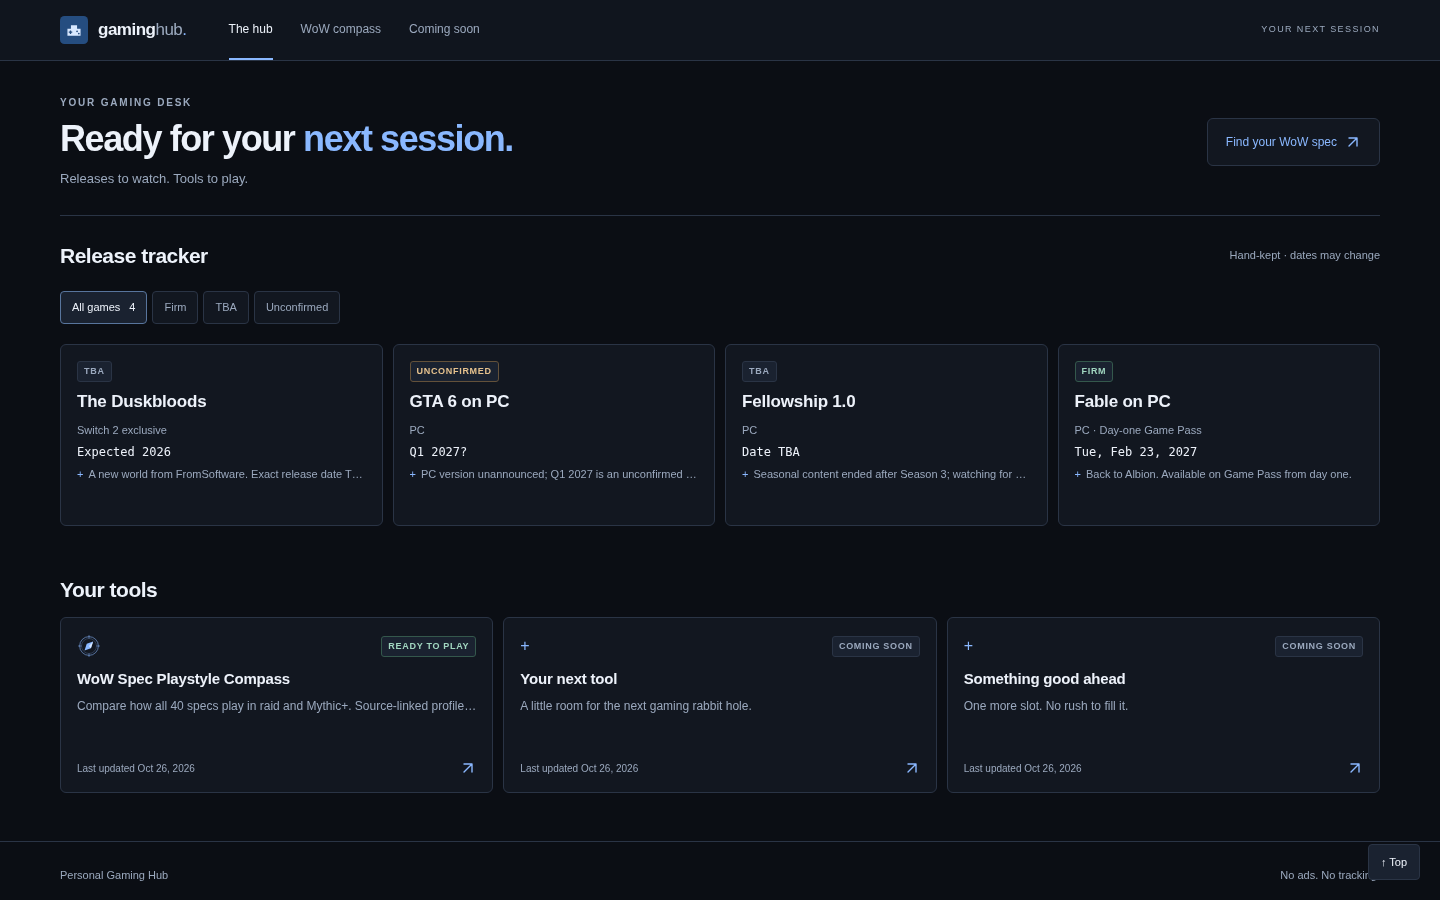 gaminghub.
The hub
WoW compass
Coming soon
YOUR NEXT SESSION
YOUR GAMING DESK
Ready for your next session.
Releases to watch. Tools to play.
Find your WoW spec
Release tracker
Hand-kept · dates may change
All games 4
Firm
TBA
Unconfirmed
TBA
The Duskbloods
Switch 2 exclusive
Expected 2026
+ A new world from FromSoftware. Exact release date T…
UNCONFIRMED
GTA 6 on PC
PC
Q1 2027?
+ PC version unannounced; Q1 2027 is an unconfirmed …
TBA
Fellowship 1.0
PC
Date TBA
+ Seasonal content ended after Season 3; watching for …
FIRM
Fable on PC
PC · Day-one Game Pass
Tue, Feb 23, 2027
+ Back to Albion. Available on Game Pass from day one.
Your tools
READY TO PLAY
WoW Spec Playstyle Compass
Compare how all 40 specs play in raid and Mythic+. Source-linked profile…
Last updated Oct 26, 2026
+
COMING SOON
Your next tool
A little room for the next gaming rabbit hole.
Last updated Oct 26, 2026
+
COMING SOON
Something good ahead
One more slot. No rush to fill it.
Last updated Oct 26, 2026
Personal Gaming Hub
No ads. No
↑ Top